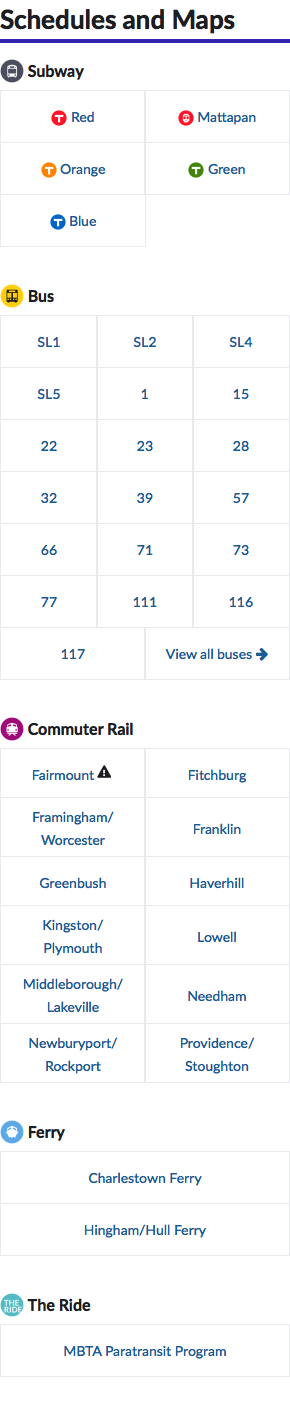 Schedules and Maps
Subway
T Red
Mattapan
T Orange
T Green
T Blue
Bus
SL1
SL2
SL4
SL5
1
15
22
23
28
32
39
57
66
71
73
77
111
116
117
View all buses
Commuter Rail
Fairmount
Fitchburg
Framingham/
Worcester
Franklin
Greenbush
Haverhill
Kingston/
Plymouth
Lowell
Middleborough/
Lakeville
Needham
Newburyport/
Rockport
Providence/
Stoughton
Ferry
Charlestown Ferry
Hingham/Hull Ferry
THE
RIDE
The Ride
MBTA Paratransit Program